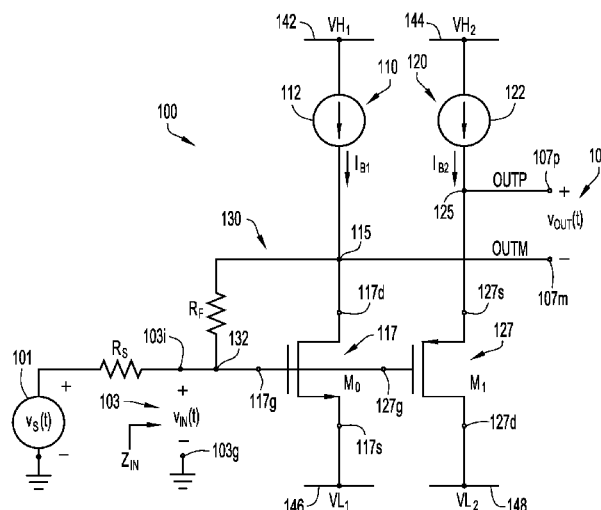 142 VH1 144 VH2
110 120
112 122
100
IB1 IB2 107p 10
OUTP +
125 vOUT(t)
130 115 OUTM −
107m
117d 127s
RF
RS 103i 132 117 127
101 + + M0 M1
vS(t) 103 vIN(t) 117g 127g
− ZIN − 103g 117s 127d
146 VL1 VL2 148